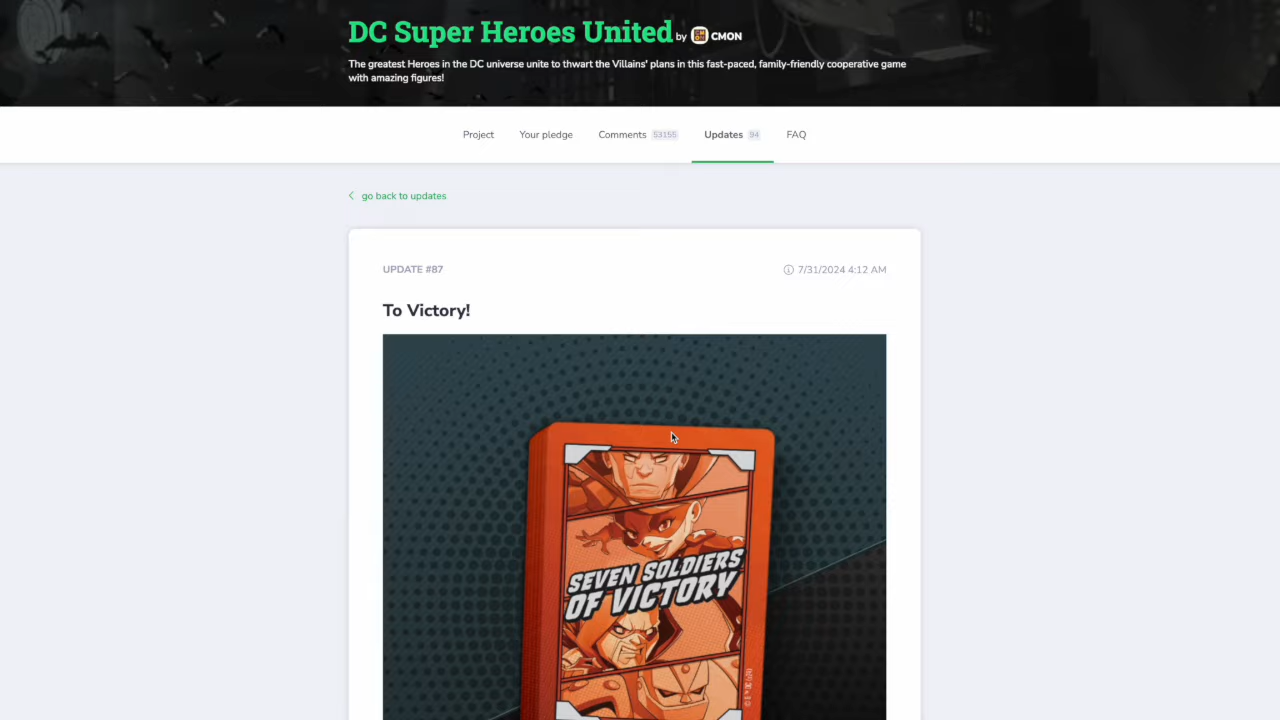 DC Super Heroes United by CMON
The greatest Heroes in the DC universe unite to thwart the Villains' plans in this fast-paced, family-friendly cooperative game
with amazing figures!
Project Your pledge Comments 53155 Updates 94 FAQ
go back to updates
UPDATE #87 7/31/2024 4:12 AM
To Victory!
SEVEN SOLDIERS
OF VICTORY